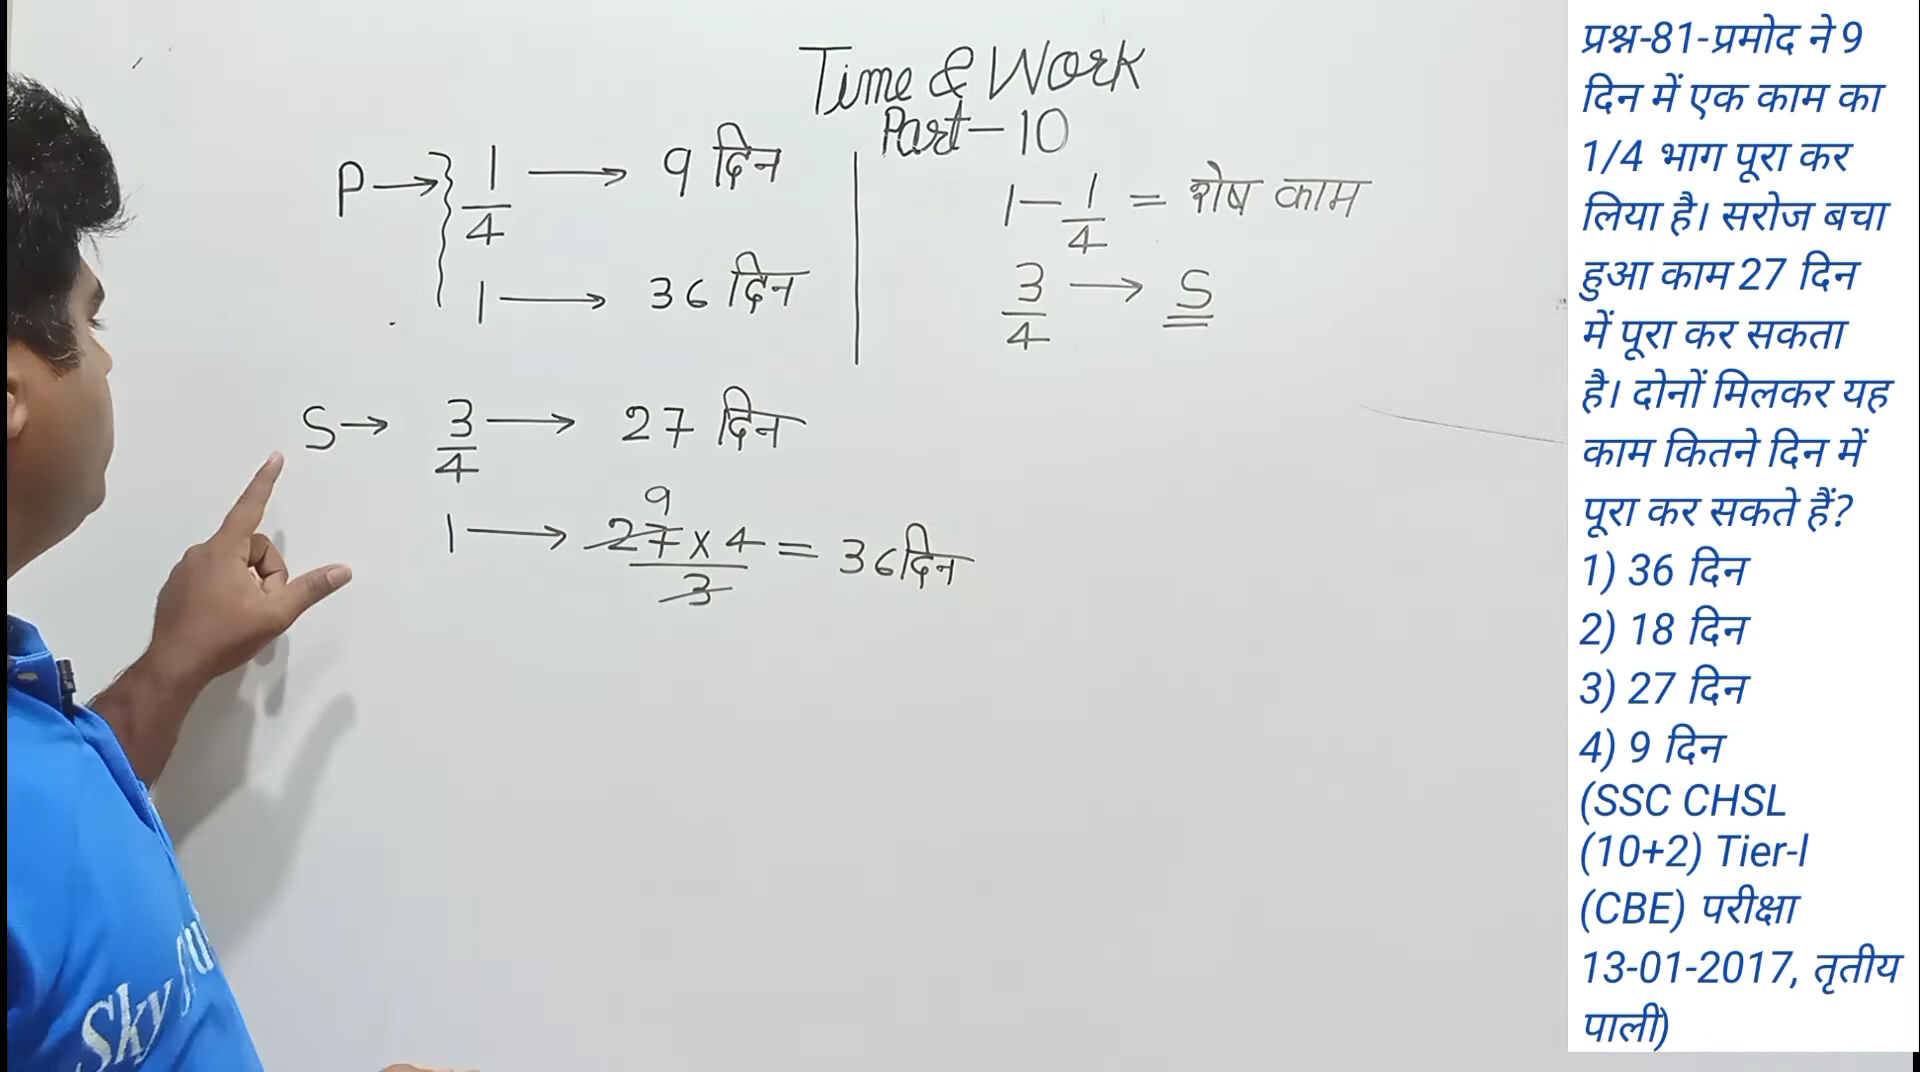 Time & Work
Part-10
P→ 1/4 → 9 दिन
1 → 36 दिन
1 - 1/4 = शेष काम
3/4 → S
S→ 3/4 → 27 दिन
9
1 → 27 x 4 / 3 = 36 दिन
Sky
प्रश्न-81-प्रमोद ने 9
दिन में एक काम का
1/4 भाग पूरा कर
लिया है। सरोज बचा
हुआ काम 27 दिन
में पूरा कर सकता
है। दोनों मिलकर यह
काम कितने दिन में
पूरा कर सकते हैं?
1) 36 दिन
2) 18 दिन
3) 27 दिन
4) 9 दिन
(SSC CHSL
(10+2) Tier-I
(CBE) परीक्षा
13-01-2017, तृतीय
पाली)